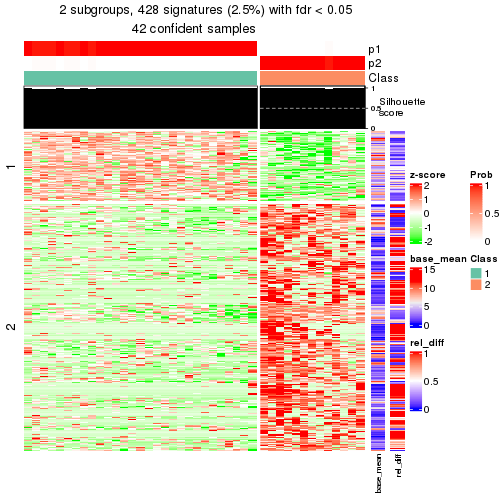 2 subgroups, 428 signatures (2.5%) with fdr < 0.05
42 confident samples
p1
p2
Class
1
0.5
0
Silhouette
score
1
2
z-score
2
1
0
-1
-2
Prob
1
0.5
0
base_mean
15
10
5
0
Class
1
2
rel_diff
1
0.5
0
base_mean
rel_diff